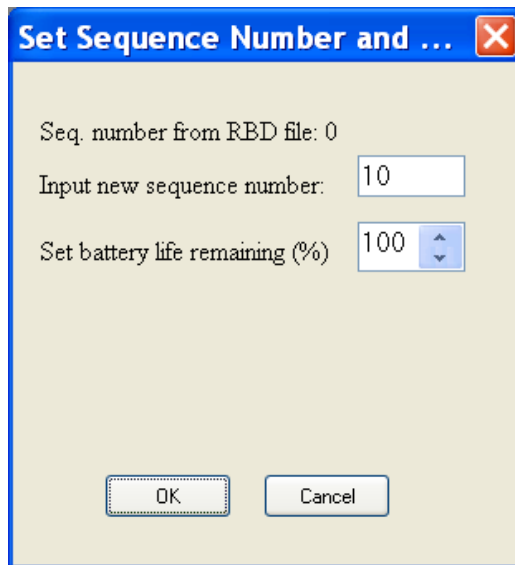 Set Sequence Number and ...
Seq. number from RBD file: 0
Input new sequence number: 10
Set battery life remaining (%) 100
OK Cancel